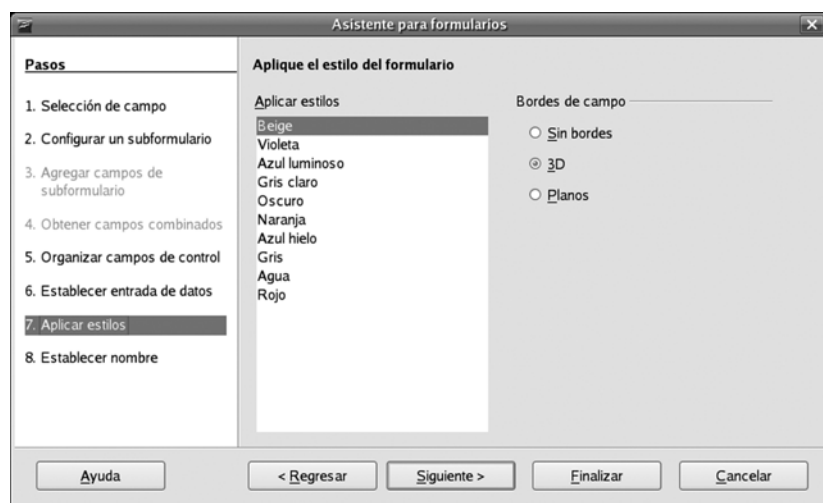 Asistente para formularios
Pasos
1. Selección de campo
2. Configurar un subformulario
3. Agregar campos de
subformulario
4. Obtener campos combinados
5. Organizar campos de control
6. Establecer entrada de datos
7. Aplicar estilos
8. Establecer nombre
Aplique el estilo del formulario
Aplicar estilos
Beige
Violeta
Azul luminoso
Gris claro
Oscuro
Naranja
Azul hielo
Gris
Agua
Rojo
Bordes de campo
Sin bordes
3D
Planos
Ayuda
< Regresar
Siguiente >
Finalizar
Cancelar